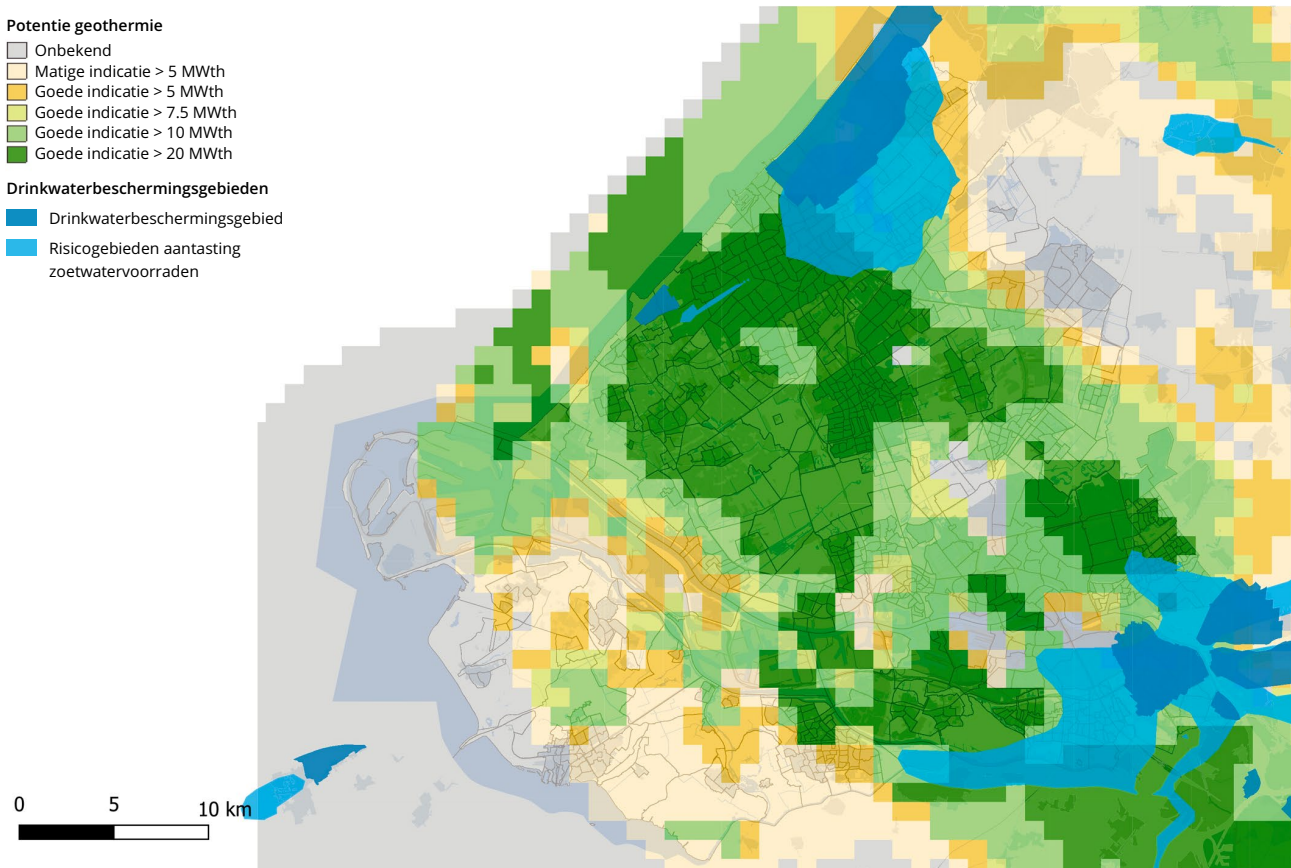 Potentie geothermie
Onbekend
Matige indicatie > 5 MWth
Goede indicatie > 5 MWth
Goede indicatie > 7.5 MWth
Goede indicatie > 10 MWth
Goede indicatie > 20 MWth
Drinkwaterbeschermingsgebieden
Drinkwaterbeschermingsgebied
Risicogebieden aantasting
zoetwatervoorraden
0 5 10 km